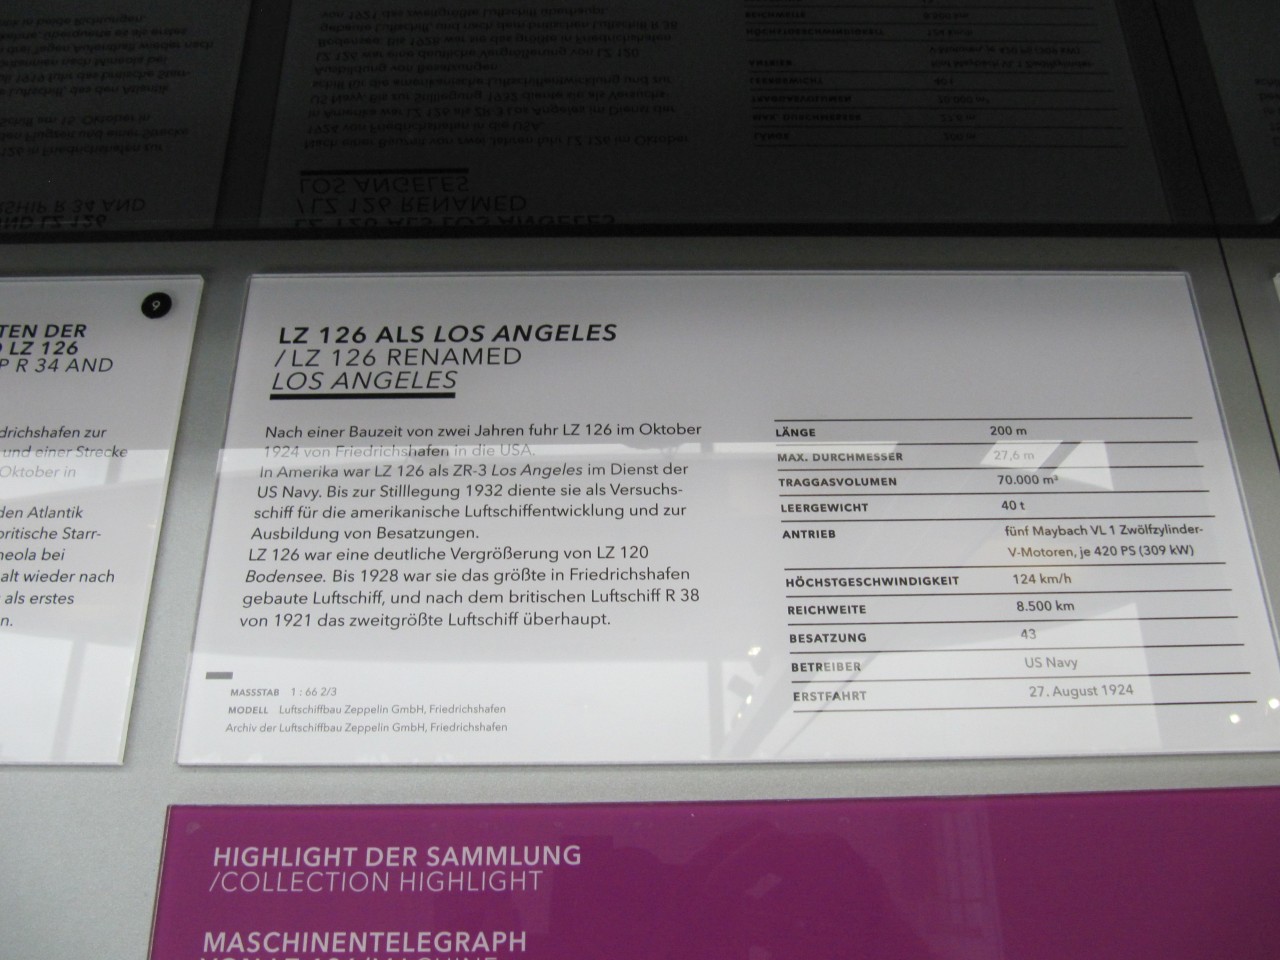 9
TEN DER
LZ 126
P R 34 AND
drichshafen zur
und einer Strecke
Oktober in
den Atlantik
britische Starr-
neola bei
alt wieder nach
als erstes
n.
LZ 126 ALS LOS ANGELES
/ LZ 126 RENAMED
LOS ANGELES
Nach einer Bauzeit von zwei Jahren fuhr LZ 126 im Oktober
1924 von Friedrichshafen in die USA.
In Amerika war LZ 126 als ZR-3 Los Angeles im Dienst der
US Navy. Bis zur Stilllegung 1932 diente sie als Versuchs-
schiff für die amerikanische Luftschiffentwicklung und zur
Ausbildung von Besatzungen.
LZ 126 war eine deutliche Vergrößerung von LZ 120
Bodensee. Bis 1928 war sie das größte in Friedrichshafen
gebaute Luftschiff, und nach dem britischen Luftschiff R 38
von 1921 das zweitgrößte Luftschiff überhaupt.
MASSSTAB 1 : 66 2/3
MODELL Luftschiffbau Zeppelin GmbH, Friedrichshafen
Archiv der Luftschiffbau Zeppelin GmbH, Friedrichshafen
LÄNGE 200 m
MAX. DURCHMESSER 27,6 m
TRAGGASVOLUMEN 70.000 m³
LEERGEWICHT 40 t
ANTRIEB fünf Maybach VL 1 Zwölfzylinder-
V-Motoren, je 420 PS (309 kW)
HÖCHSTGESCHWINDIGKEIT 124 km/h
REICHWEITE 8.500 km
BESATZUNG 43
BETREIBER US Navy
ERSTFAHRT 27. August 1924
HIGHLIGHT DER SAMMLUNG
/COLLECTION HIGHLIGHT
MASCHINENTELEGRAPH